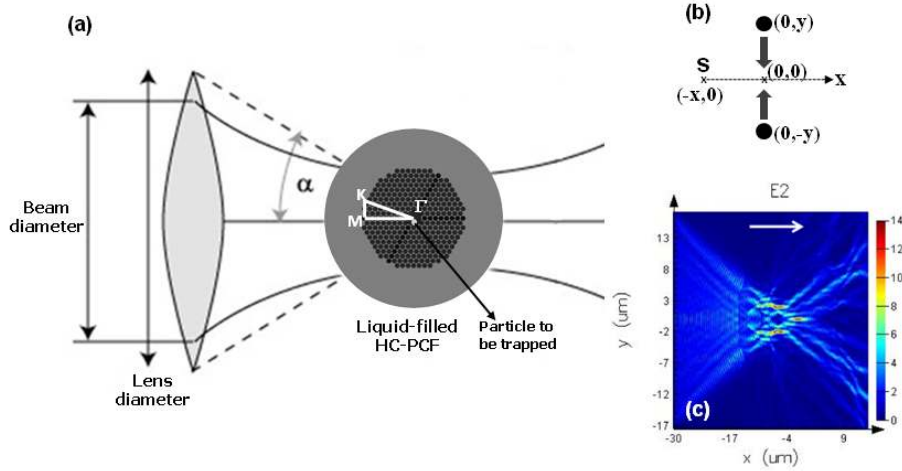 (a)
Beam
diameter
Lens
diameter
α
K
M
Γ
Liquid-filled
HC-PCF
Particle to
be trapped
(b)
(0,y)
S
(0,0)
X
(-x,0)
(0,-y)
E2
y (um)
16
8
3
-2
-7
-12
-17
(c)
-30
-17
-4
9
x (um)
14
12
10
8
6
4
2
0